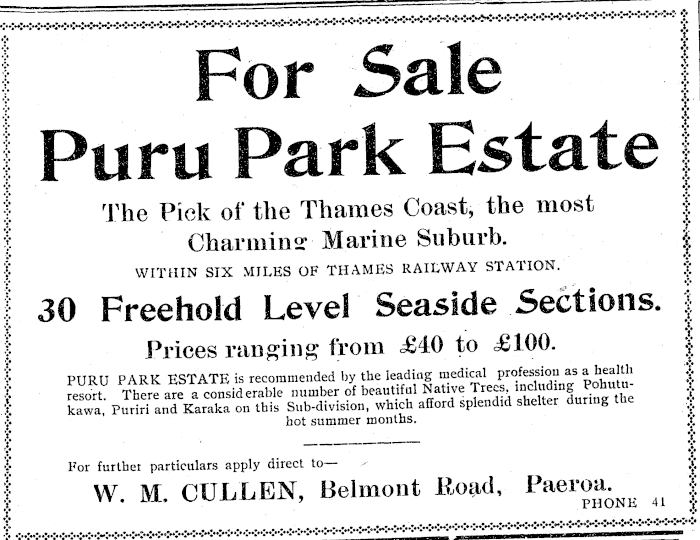 For Sale
Puru Park Estate
The Pick of the Thames Coast, the most
Charming Marine Suburb.
WITHIN SIX MILES OF THAMES RAILWAY STATION.
30 Freehold Level Seaside Sections.
Prices ranging from £40 to £100.
PURU PARK ESTATE is recommended by the leading medical profession as a health
resort. There are a considerable number of beautiful Native Trees, including Pohutu-
kawa, Puriri and Karaka on this Sub-division, which afford splendid shelter during the
hot summer months.
For further particulars apply direct to—
W. M. CULLEN, Belmont Road, Paeroa.
PHONE 41